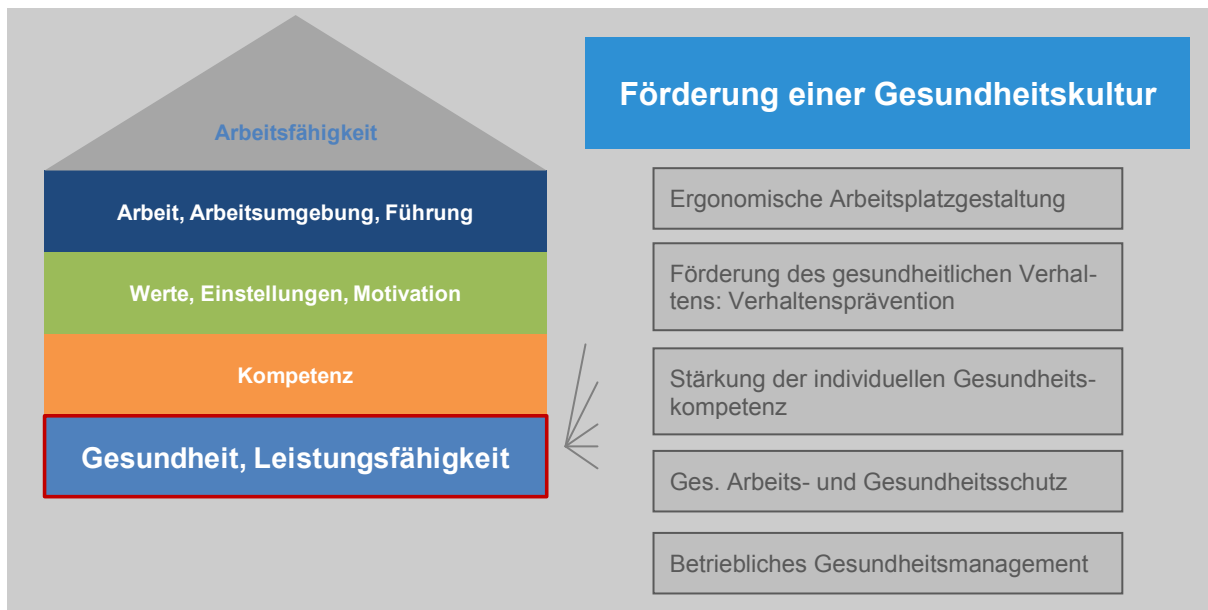 Arbeitsfähigkeit
Arbeit, Arbeitsumgebung, Führung
Werte, Einstellungen, Motivation
Kompetenz
Gesundheit, Leistungsfähigkeit
Förderung einer Gesundheitskultur
Ergonomische Arbeitsplatzgestaltung
Förderung des gesundheitlichen Verhal-
tens: Verhaltensprävention
Stärkung der individuellen Gesundheits-
kompetenz
Ges. Arbeits- und Gesundheitsschutz
Betriebliches Gesundheitsmanagement